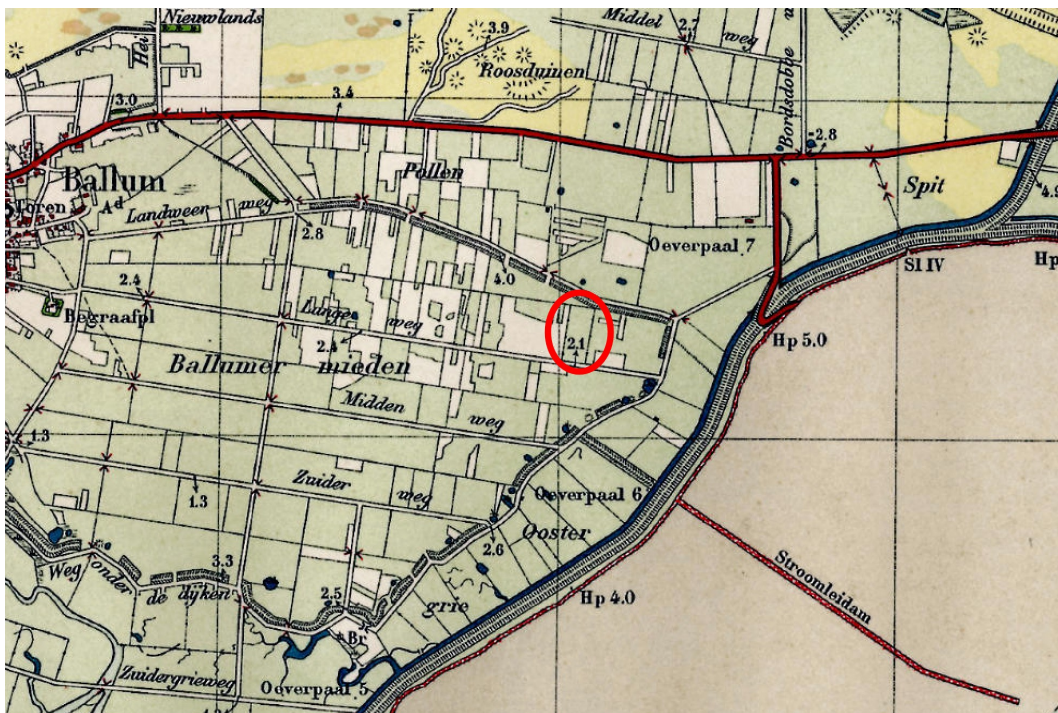 Nieuwlands
Hei
Middel
weg
2.7
3.9
Roosduinen
Bordsdobbe
3.0
3.4
2.8
Pollen
Ballum
Toren
Ad
Landweer weg
2.8
Spit
4.9
Oeverpaal 7
Sl IV
Hp
4.0
2.4
Lange weg
2.4
2.1
Begraafpl
Hp 5.0
Ballumer mieden
Midden weg
1.3
Zuider weg
1.3
Oeverpaal 6
Ooster
grie
2.6
Stroomleidam
3.3
Weg onder de dijken
2.5
Hp 4.0
Br
Zuidergrieweg
Oeverpaal 5